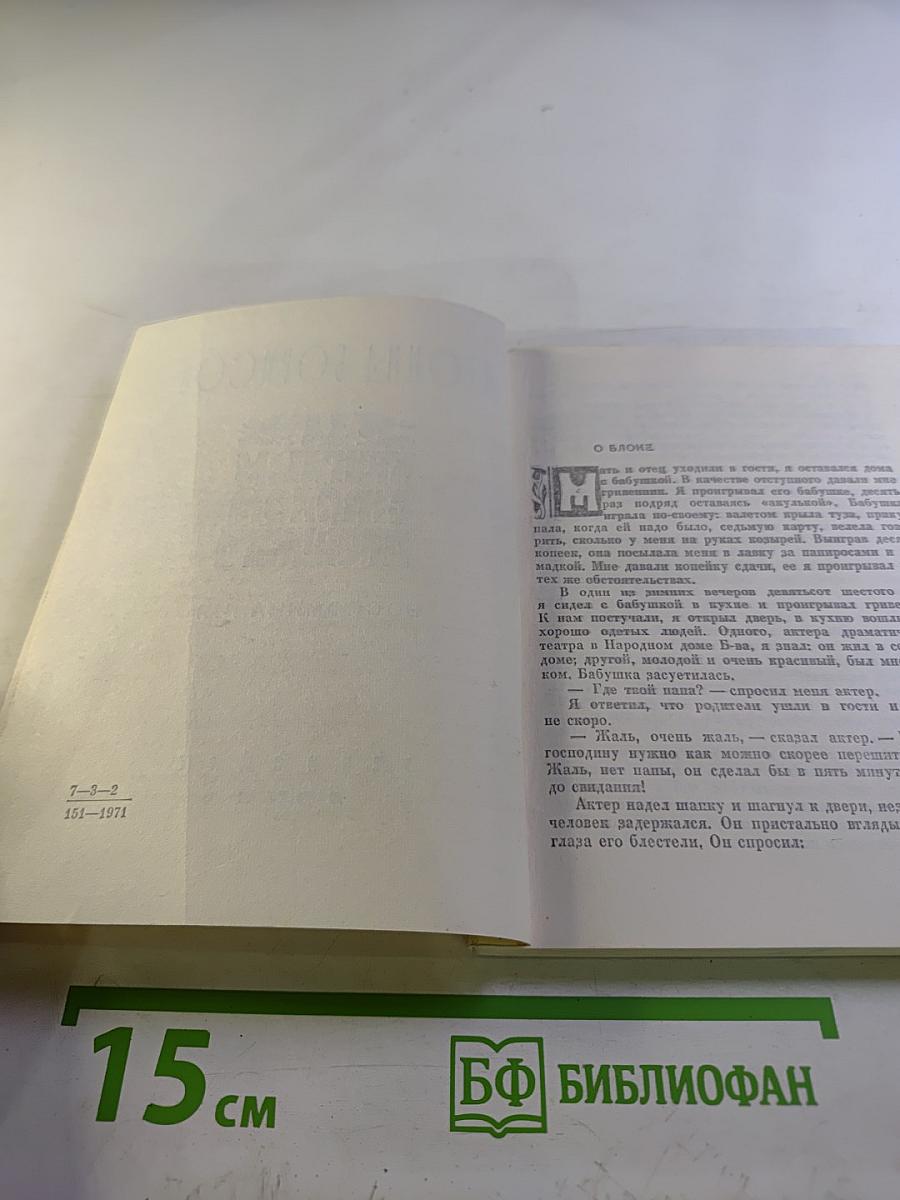 7—3—2
151—1971
О БЛОКЕ
Мать и отец уходили в гости, я оставался дома
с бабушкой. В качестве отступного давали мне
гривенник. Я проигрывал его бабушке, десять
раз подряд оставаясь «акулькой». Бабушка
играла по-своему: валетом крыла туза,
пала, когда ей надо было, седьмую карту, велела
рить, сколько у меня на руках козырей. Выиграв
копеек, она посылала меня в лавку за папиросами и
мадкой. Мне давали копейку сдачи, ее я проигрывал
тех же обстоятельствах.
В один из зимних вечеров девятьсот шестого
я сидел с бабушкой в кухне и проигрывал
К нам постучали, я открыл дверь, в кухню
хорошо одетых людей. Одного, актера
театра в Народном доме Б-ва, я знал: он жил в
доме; другой, молодой и очень красивый, был
ком. Бабушка засуетилась.
— Где твой папа? — спросил меня актер.
Я ответил, что родители ушли в гости и
не скоро.
— Жаль, очень жаль, — сказал актер. —
господину нужно как можно скорее
Жаль, нет папы, он сделал бы в пять минут
до свидания!
Актер надел шапку и шагнул к двери,
человек задержался. Он пристально
глаза его блестели. Он спросил:
15 см
БФ БИБЛИОФАН